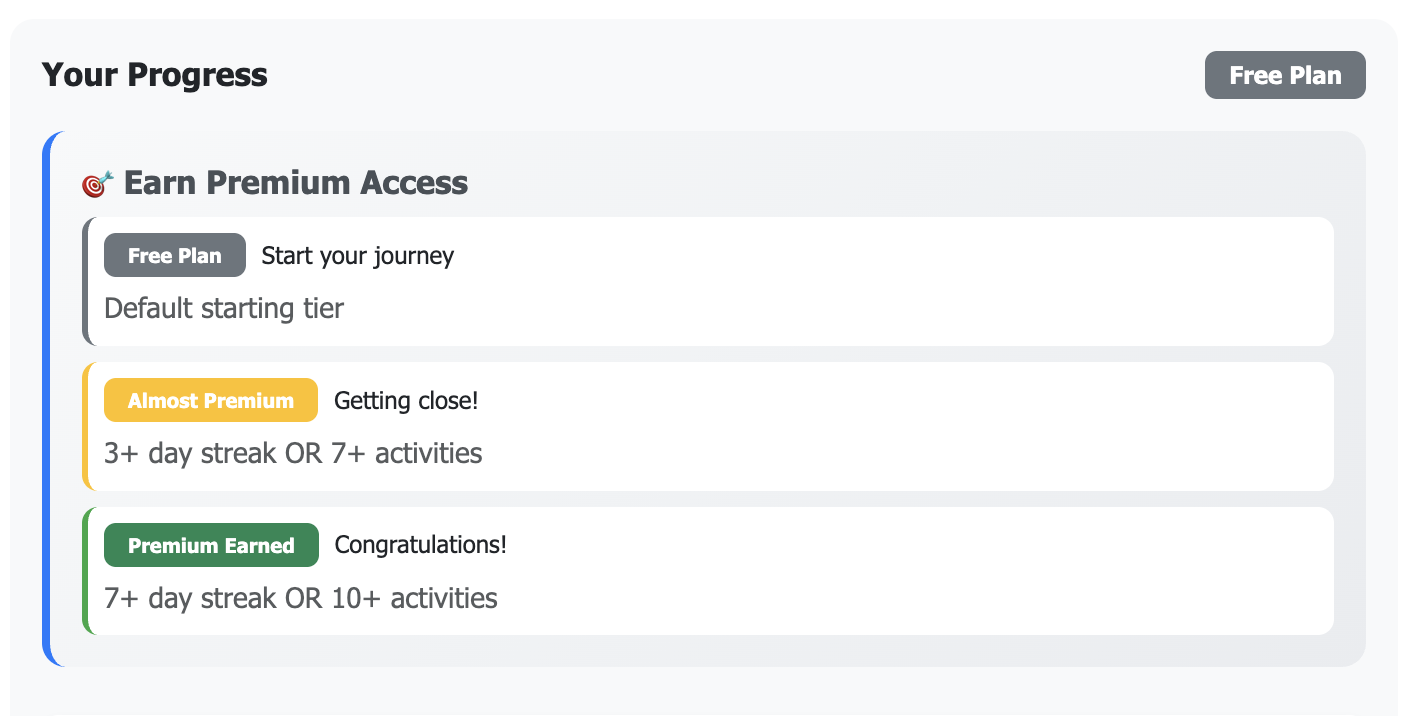 Your Progress
Free Plan
🎯 Earn Premium Access
Free Plan Start your journey
Default starting tier
Almost Premium Getting close!
3+ day streak OR 7+ activities
Premium Earned Congratulations!
7+ day streak OR 10+ activities